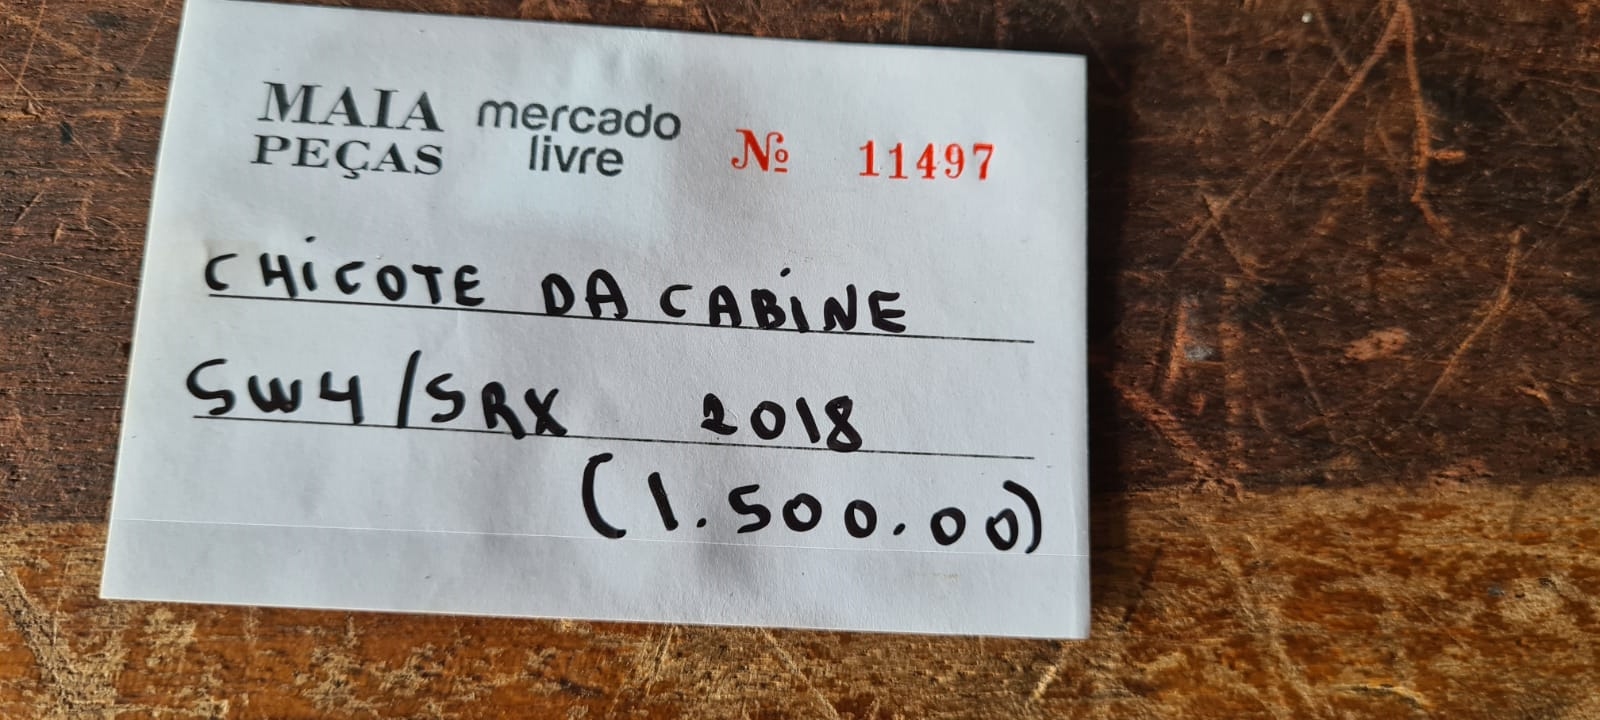 MAIA PEÇAS
mercado livre
Nº 11497
CHICOTE DA CABINE
SW4/SRX 2018
(1.500.00)